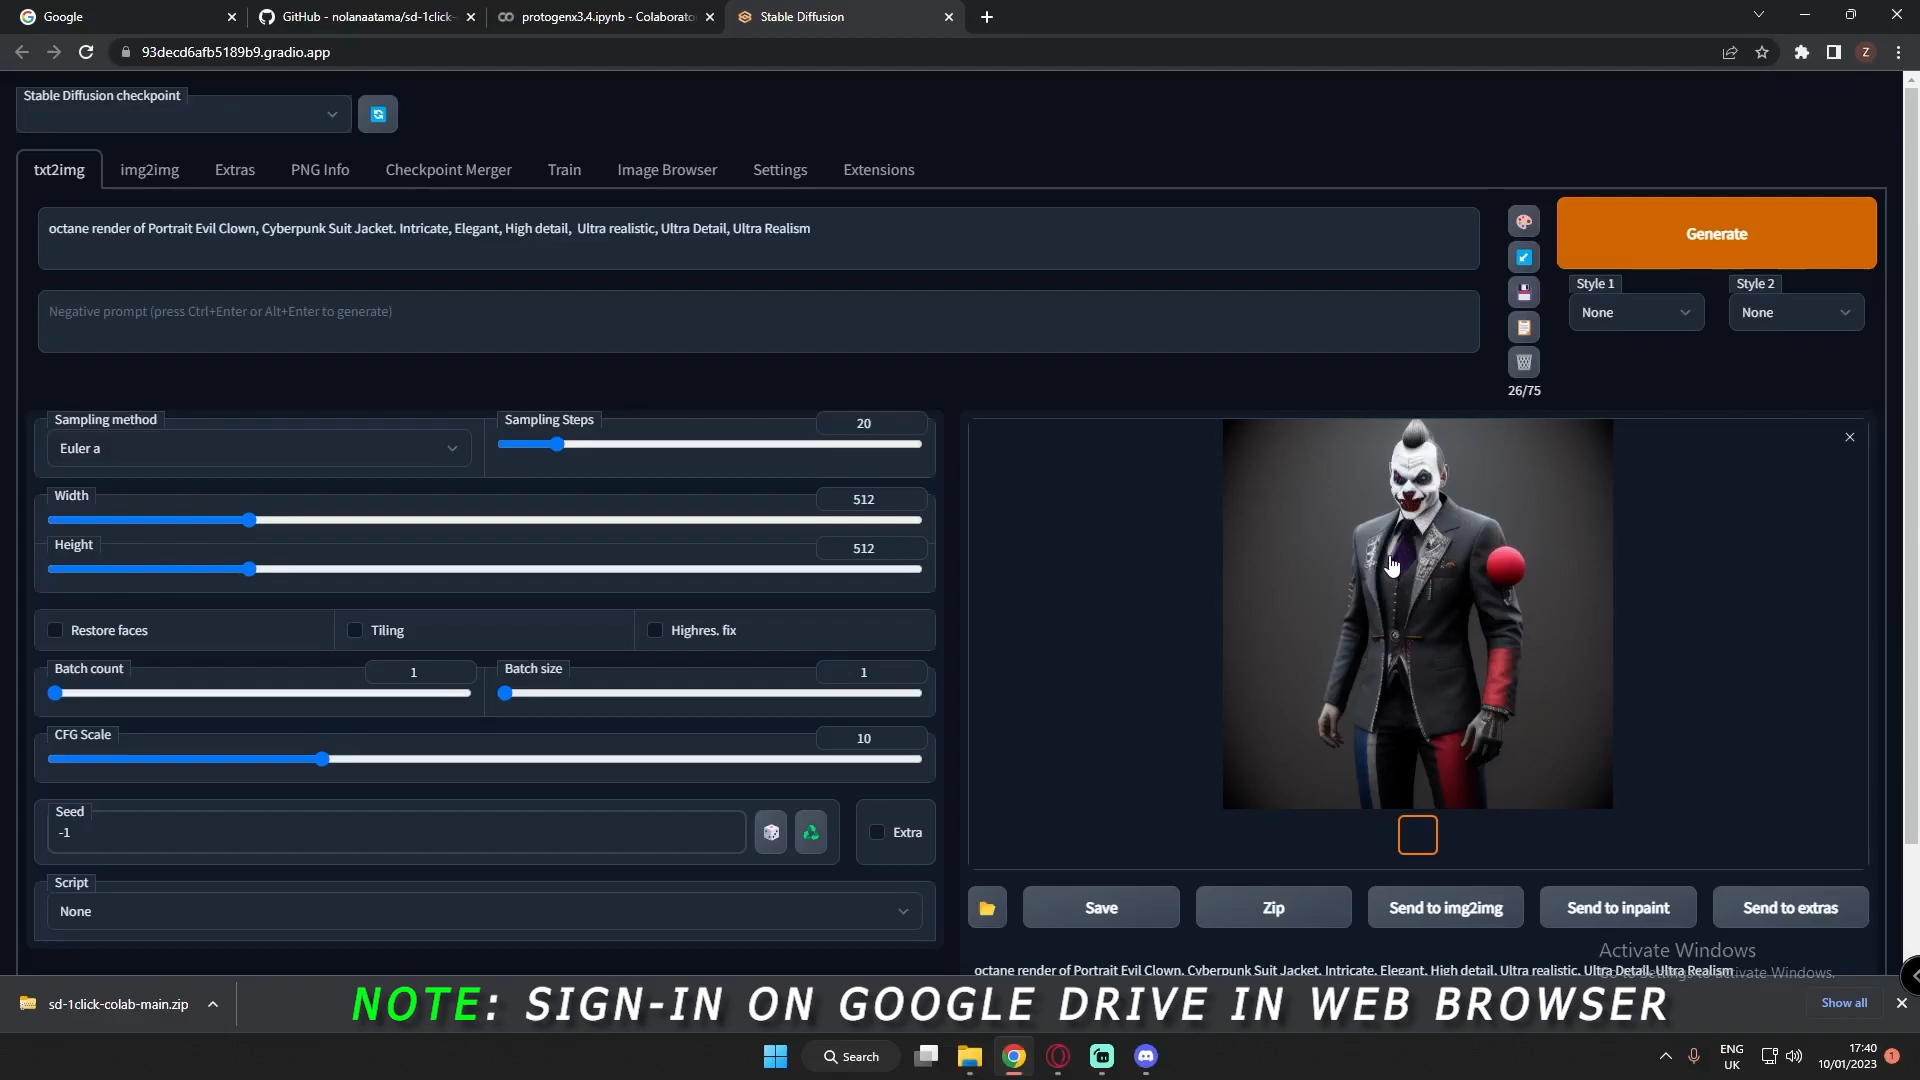 Google
GitHub - nolanaatama/sd-1click-
protogenx3.4.ipynb - Colaborato
Stable Diffusion
93decd6afb5189b9.gradio.app
Z
Stable Diffusion checkpoint
txt2img
img2img
Extras
PNG Info
Checkpoint Merger
Train
Image Browser
Settings
Extensions
octane render of Portrait Evil Clown, Cyberpunk Suit Jacket. Intricate, Elegant, High detail, Ultra realistic, Ultra Detail, Ultra Realism
Generate
Style 1
Style 2
None
None
Negative prompt (press Ctrl+Enter or Alt+Enter to generate)
26/75
Sampling method
Euler a
Sampling Steps
20
Width
512
Height
512
Restore faces
Tiling
Highres. fix
Batch count
1
Batch size
1
CFG Scale
10
Seed
-1
Extra
Script
None
Save
Zip
Send to img2img
Send to inpaint
Send to extras
Activate Windows
octane render of Portrait Evil Clown, Cyberpunk Suit Jacket. Intricate, Elegant, High detail, Ultra realistic, Ultra Detail, Ultra Realism
Go to Settings to activate Windows.
sd-1click-colab-main.zip
NOTE: SIGN-IN ON GOOGLE DRIVE IN WEB BROWSER
Show all
Search
ENG
UK
17:40
10/01/2023
1